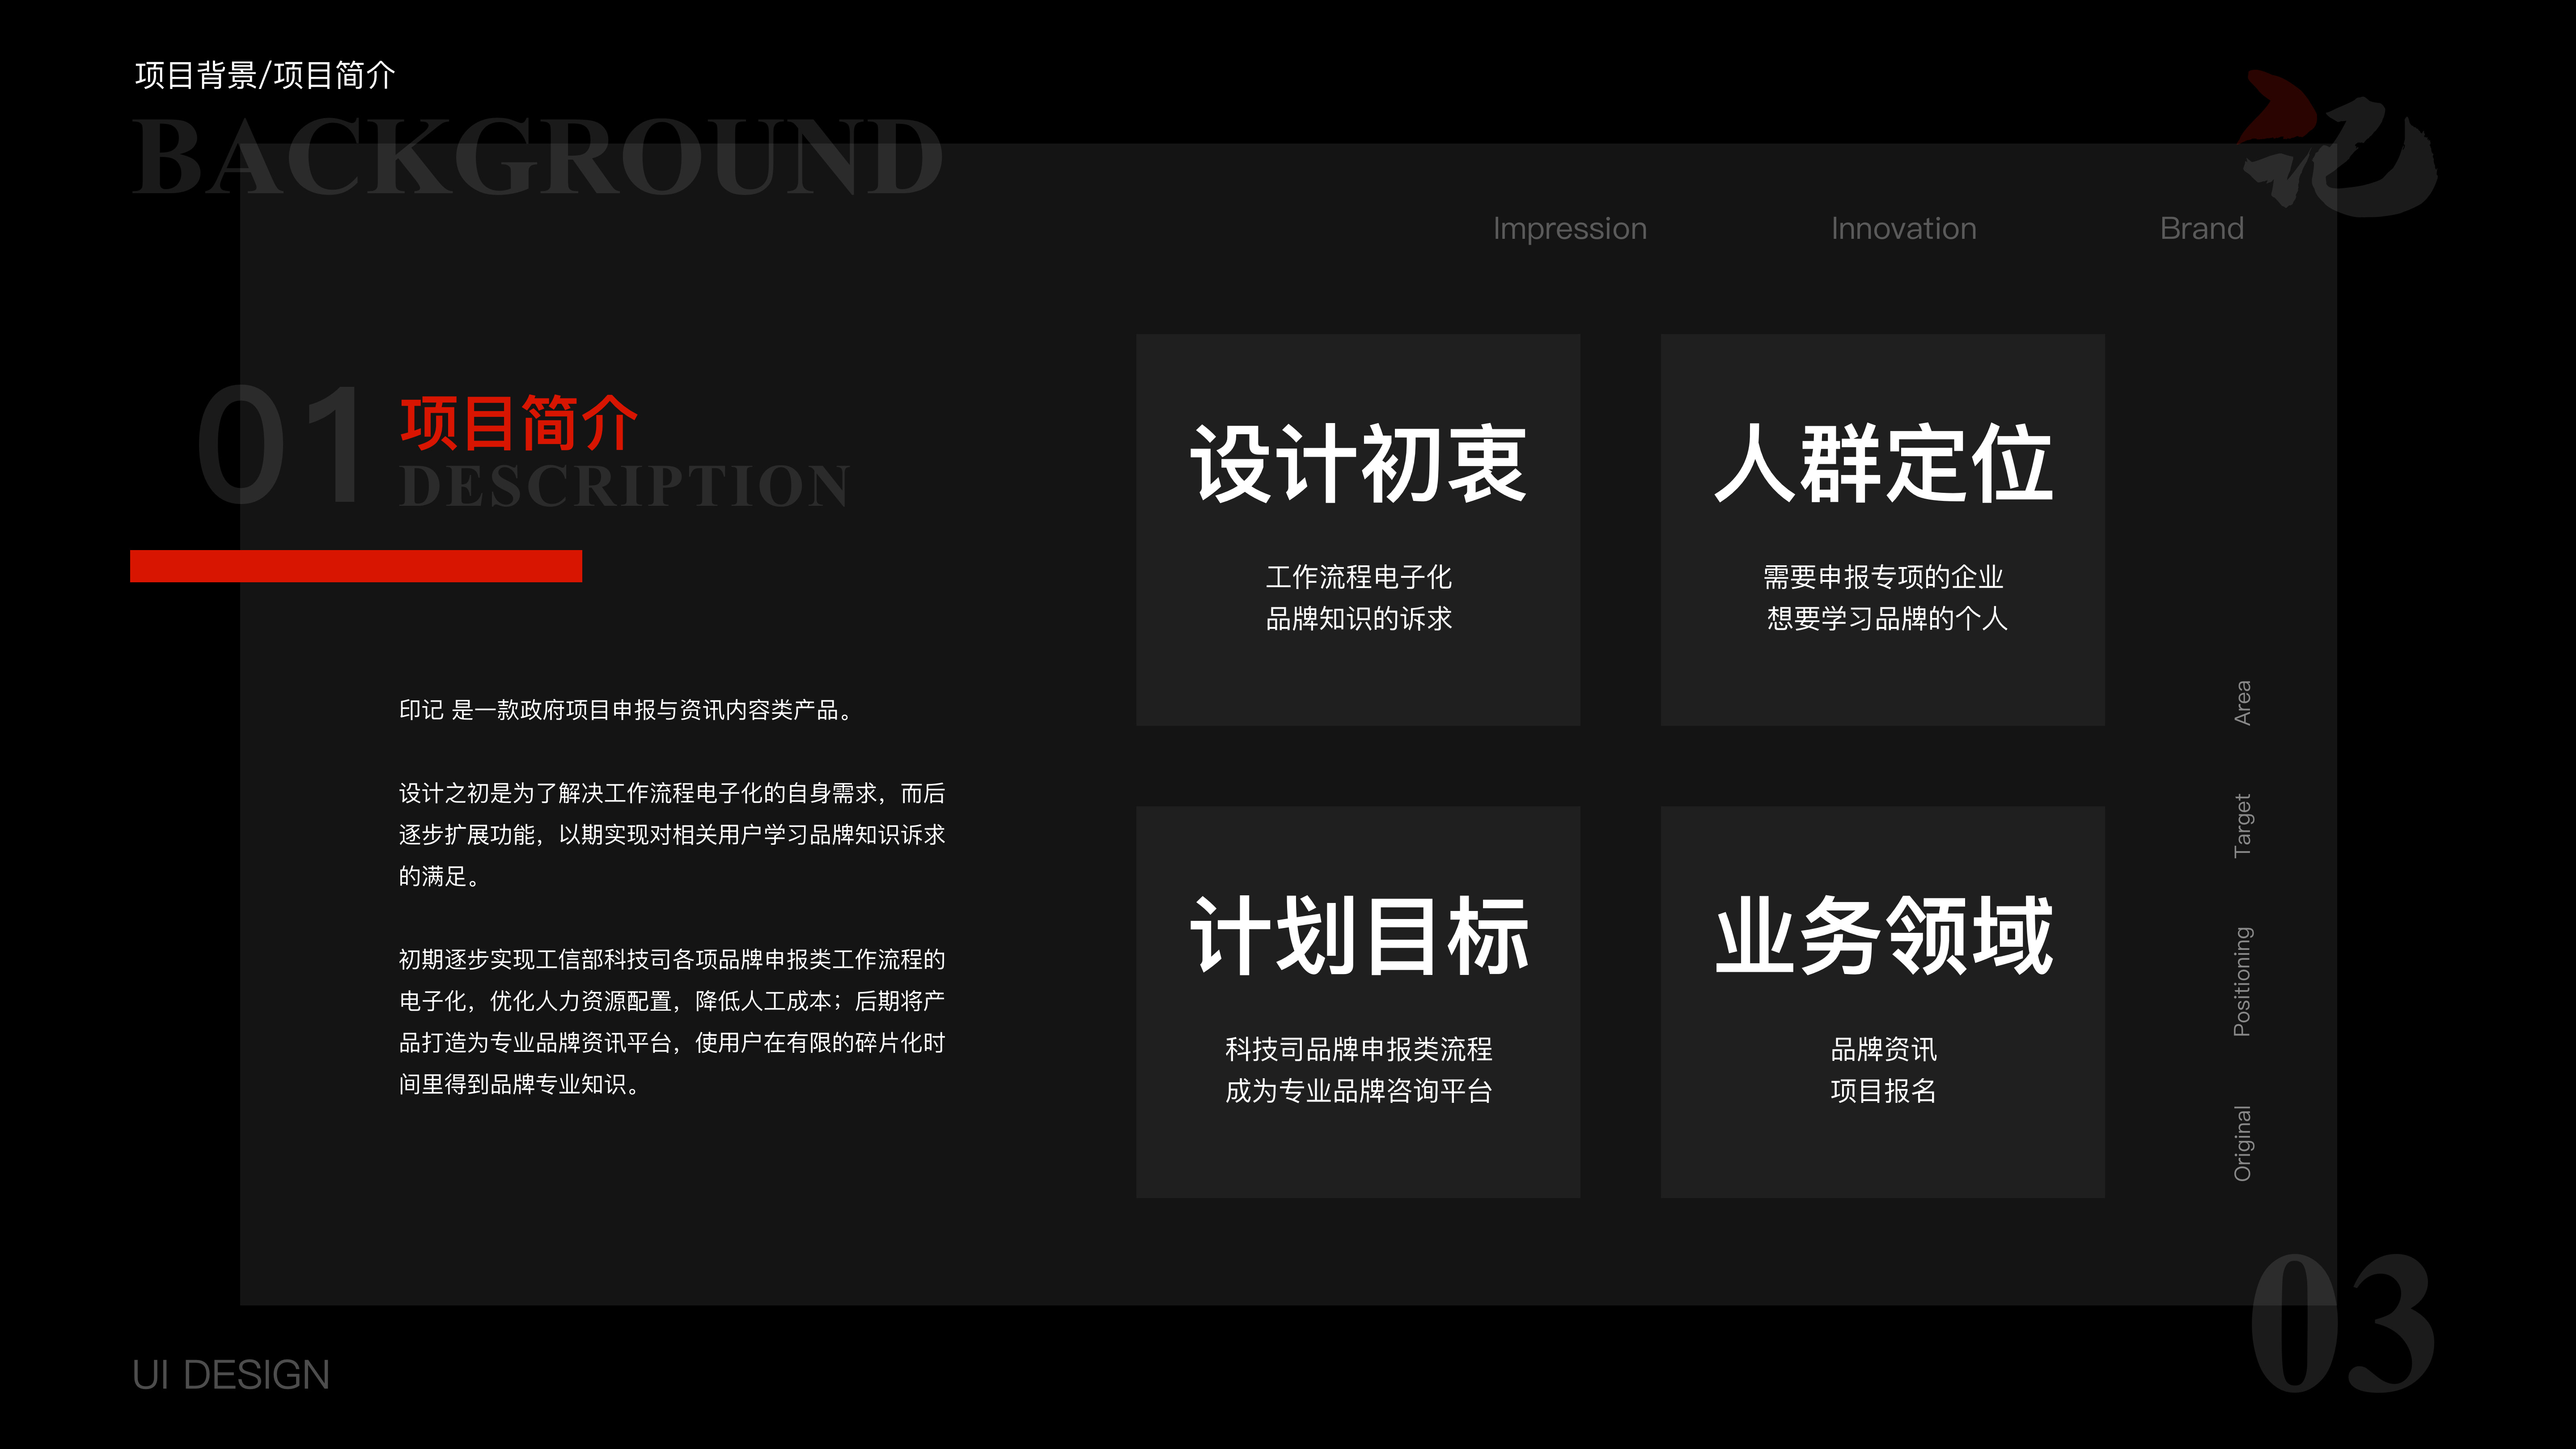 项目背景/项目简介
BACKGROUND
记
Impression
Innovation
Brand
01
项目简介
DESCRIPTION
印记 是一款政府项目申报与资讯内容类产品。
设计之初是为了解决工作流程电子化的自身需求，而后
逐步扩展功能，以期实现对相关用户学习品牌知识诉求
的满足。
初期逐步实现工信部科技司各项品牌申报类工作流程的
电子化，优化人力资源配置，降低人工成本；后期将产
品打造为专业品牌资讯平台，使用户在有限的碎片化时
间里得到品牌专业知识。
设计初衷
工作流程电子化
品牌知识的诉求
人群定位
需要申报专项的企业
想要学习品牌的个人
计划目标
科技司品牌申报类流程
成为专业品牌咨询平台
业务领域
品牌资讯
项目报名
Area
Target
Positioning
Original
UI DESIGN
03